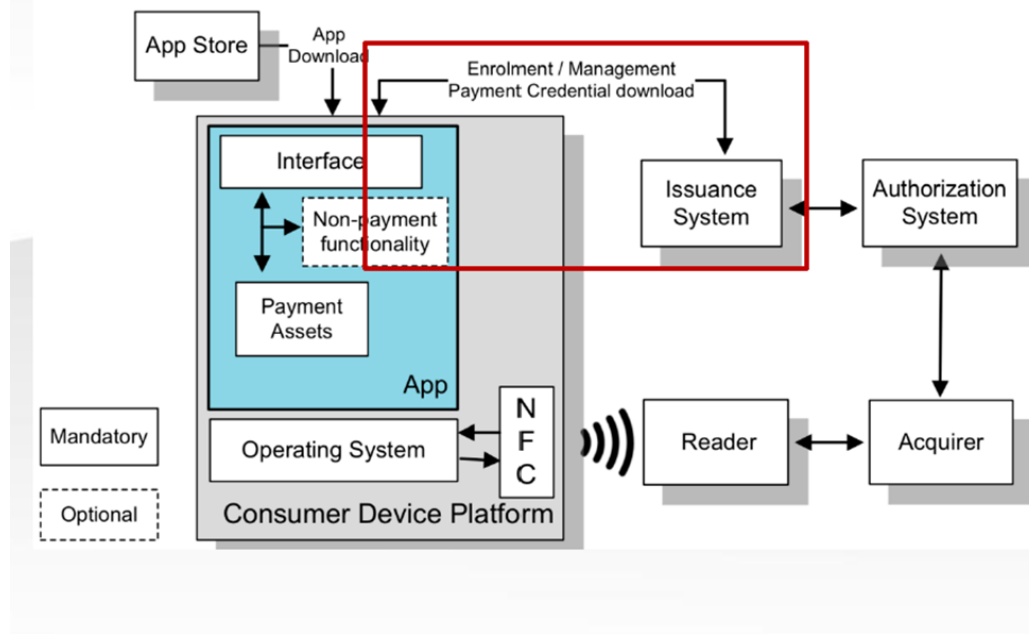 App Store
App
Download
Enrolment / Management
Payment Credential download
Interface
Non-payment
functionality
Payment
Assets
App
Issuance
System
Authorization
System
Mandatory
Optional
Operating System
N
F
C
Consumer Device Platform
Reader
Acquirer